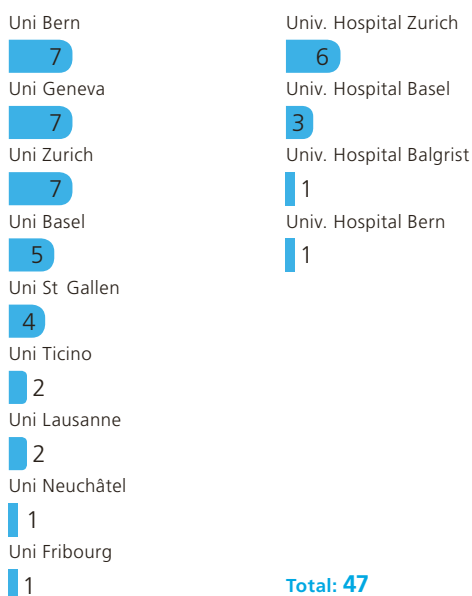 Uni Bern
7
Uni Geneva
7
Uni Zurich
7
Uni Basel
5
Uni St Gallen
4
Uni Ticino
2
Uni Lausanne
2
Uni Neuchâtel
1
Uni Fribourg
1
Univ. Hospital Zurich
6
Univ. Hospital Basel
3
Univ. Hospital Balgrist
1
Univ. Hospital Bern
1
Total: 47